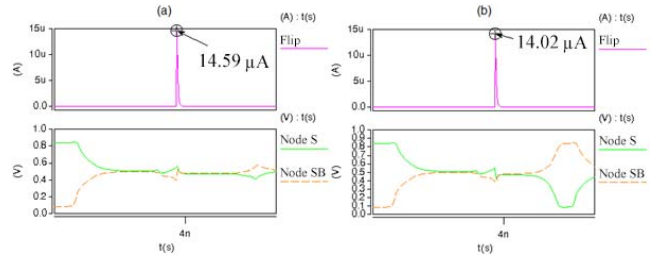 (a)
(A) : t(s)
Flip
15u
10u
5u
0.0
(A)
14.59 µA
(V) : t(s)
Node S
Node SB
1.0
0.8
0.6
0.4
0.2
0.0
(V)
4n
t(s)
(b)
(A) : t(s)
Flip
15u
10u
5u
0.0
(A)
14.02 µA
(V) : t(s)
Node S
Node SB
1.0
0.9
0.8
0.7
0.6
0.5
0.4
0.3
0.2
0.1
0.0
(V)
4n
t(s)